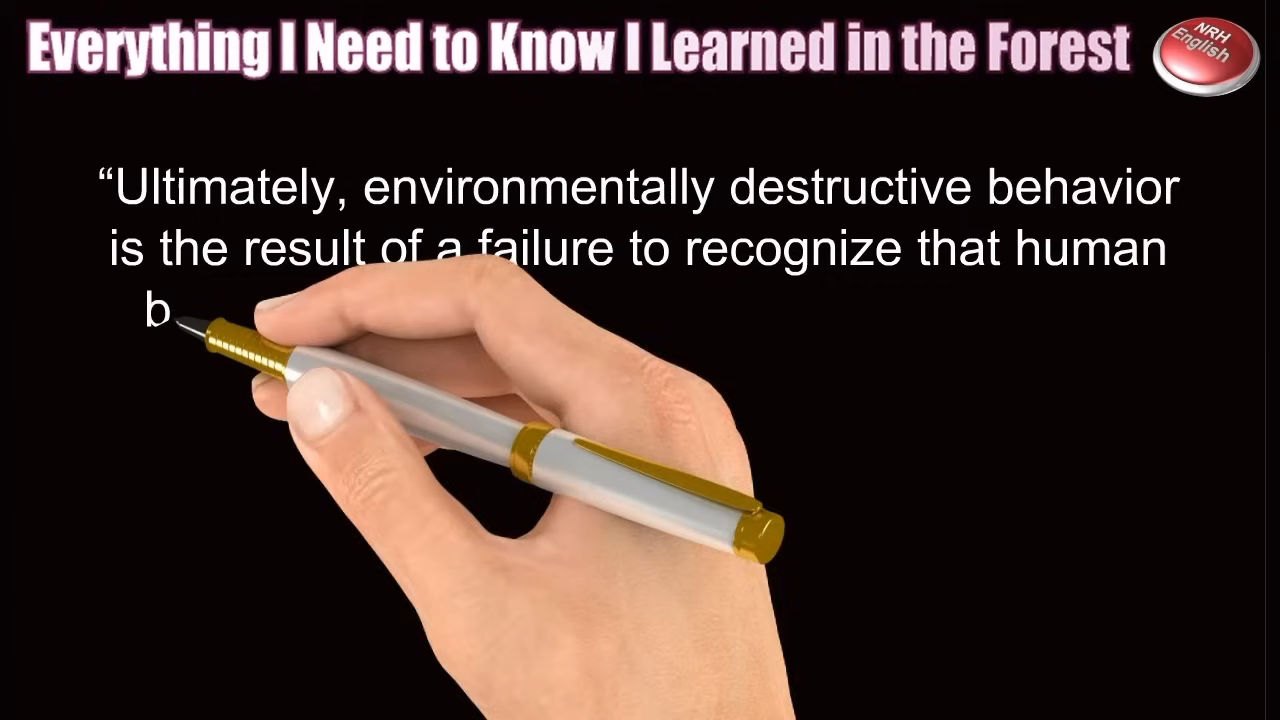 Everything I Need to Know I Learned in the Forest
NRH
English
“Ultimately, environmentally destructive behavior
is the result of a failure to recognize that human
b